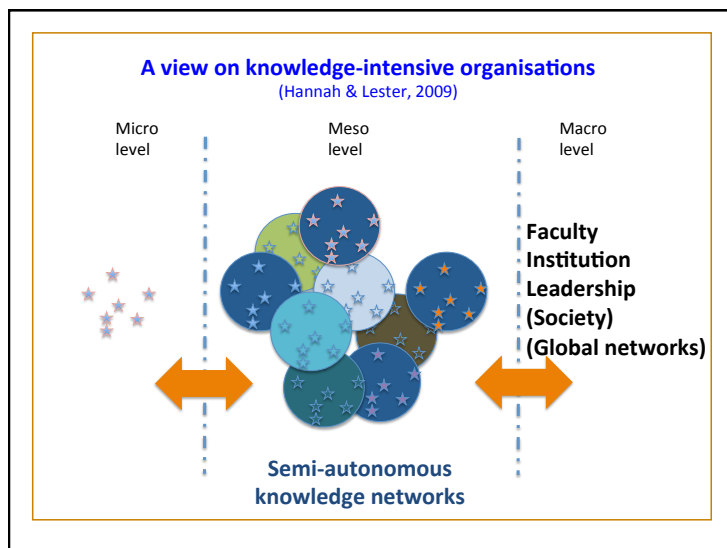 A view on knowledge-intensive organisations
(Hannah & Lester, 2009)
Micro
level
Meso
level
Macro
level
Faculty
Institution
Leadership
(Society)
(Global networks)
Semi-autonomous
knowledge networks